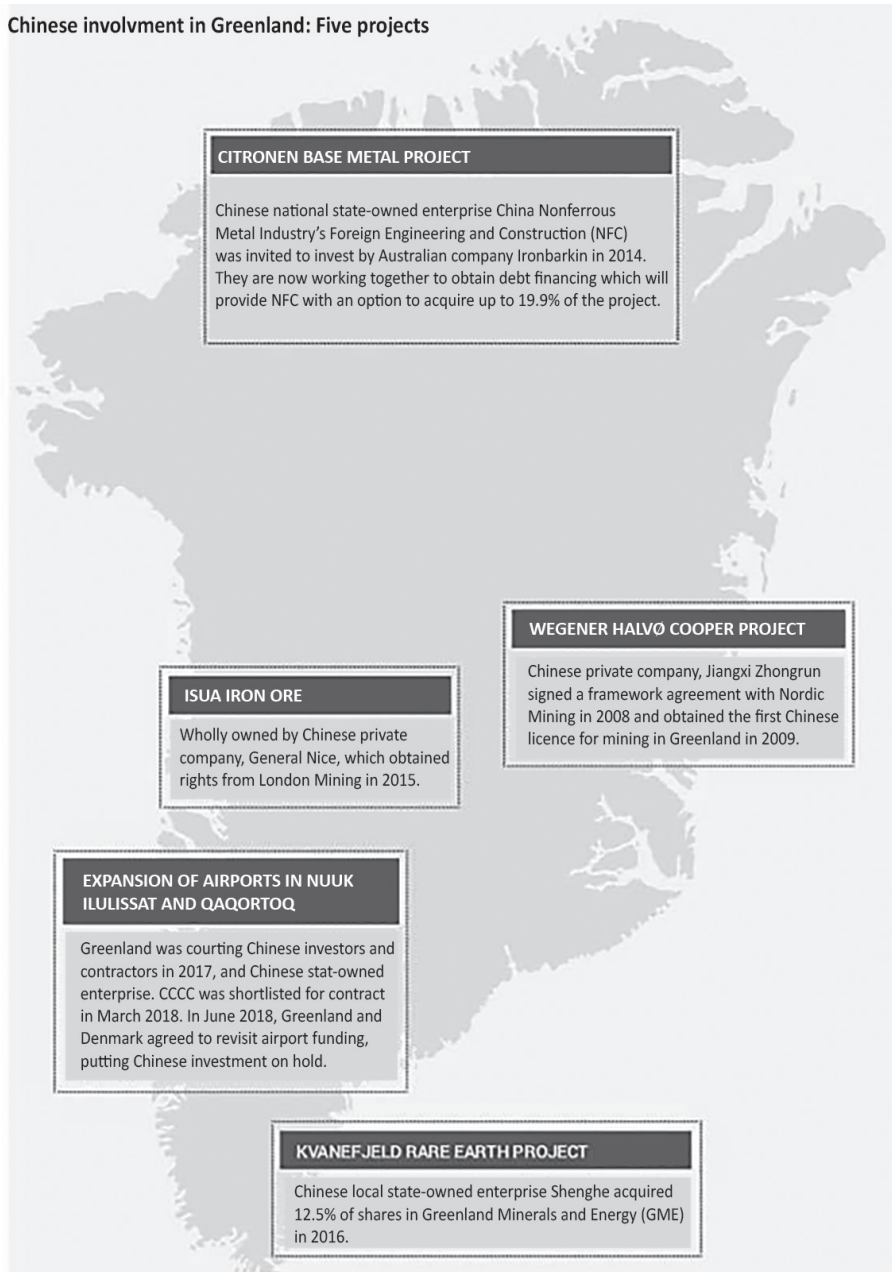 Chinese involvment in Greenland: Five projects
CITRONEN BASE METAL PROJECT
Chinese national state-owned enterprise China Nonferrous
Metal Industry's Foreign Engineering and Construction (NFC)
was invited to invest by Australian company Ironbarkin in 2014.
They are now working together to obtain debt financing which will
provide NFC with an option to acquire up to 19.9% of the project.
WEGENER HALVØ COOPER PROJECT
Chinese private company, Jiangxi Zhongrun
signed a framework agreement with Nordic
Mining in 2008 and obtained the first Chinese
licence for mining in Greenland in 2009.
ISUA IRON ORE
Wholly owned by Chinese private
company, General Nice, which obtained
rights from London Mining in 2015.
EXPANSION OF AIRPORTS IN NUUK
ILULISSAT AND QAQORTOQ
Greenland was courting Chinese investors and
contractors in 2017, and Chinese stat-owned
enterprise. CCCC was shortlisted for contract
in March 2018. In June 2018, Greenland and
Denmark agreed to revisit airport funding,
putting Chinese investment on hold.
KVANEFJELD RARE EARTH PROJECT
Chinese local state-owned enterprise Shenghe acquired
12.5% of shares in Greenland Minerals and Energy (GME)
in 2016.